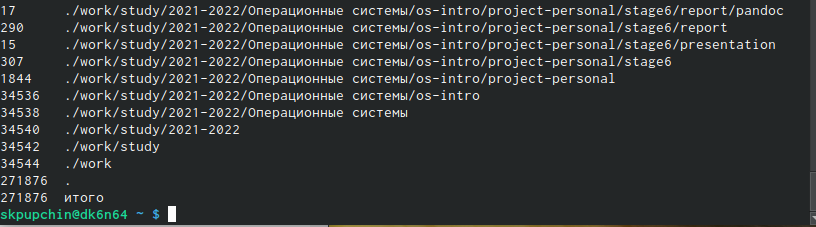 17 ./work/study/2021-2022/Операционные системы/os-intro/project-personal/stage6/report/pandoc
290 ./work/study/2021-2022/Операционные системы/os-intro/project-personal/stage6/report
15 ./work/study/2021-2022/Операционные системы/os-intro/project-personal/stage6/presentation
307 ./work/study/2021-2022/Операционные системы/os-intro/project-personal/stage6
1844 ./work/study/2021-2022/Операционные системы/os-intro/project-personal
34536 ./work/study/2021-2022/Операционные системы/os-intro
34538 ./work/study/2021-2022/Операционные системы
34540 ./work/study/2021-2022
34542 ./work/study
34544 ./work
271876 .
271876 итого
skpupchin@dk6n64 ~ $